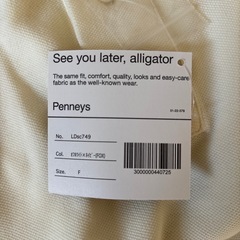 See you later, alligator
The same fit, comfort, quality, looks and easy-care
fabric as the well-known wear.
Penneys
No. LDsc749
Size. F
3000000440725